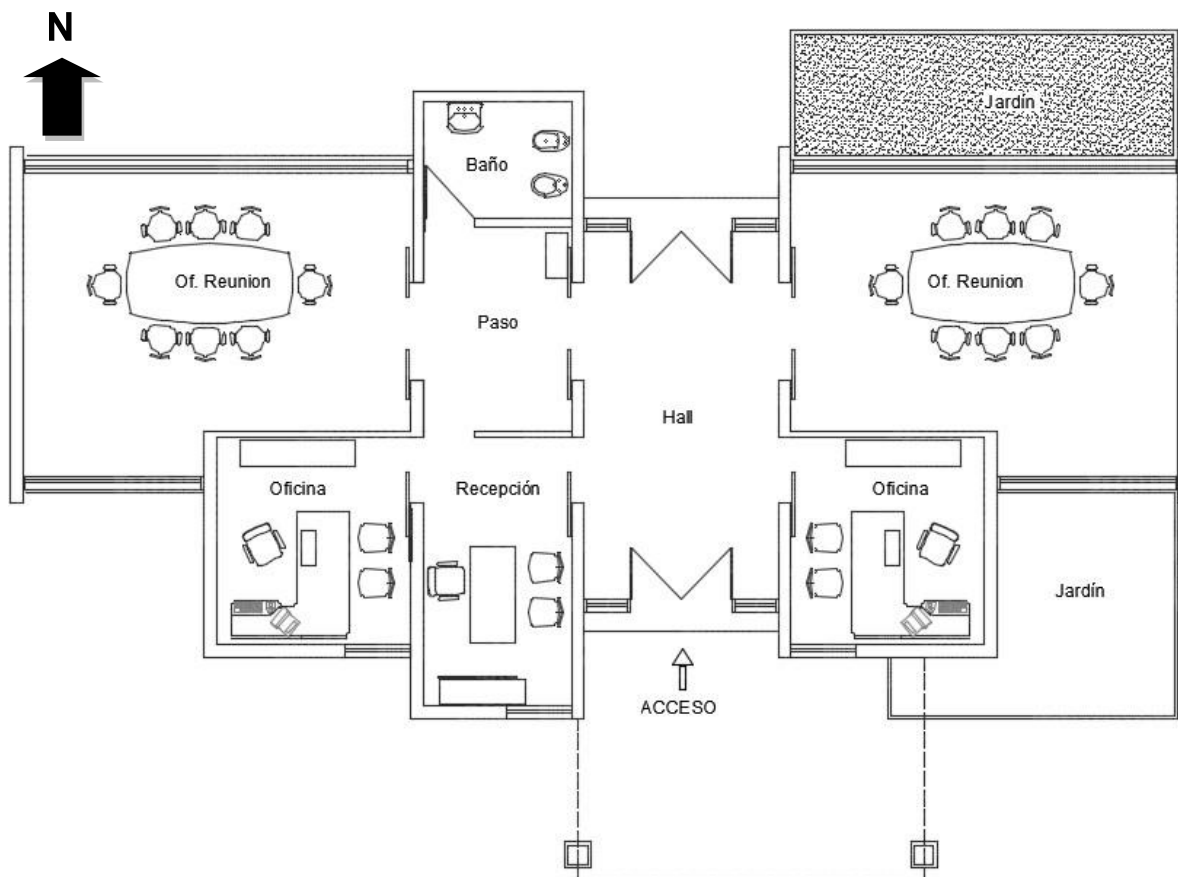 N
Jardín
Baño
Of. Reunion
Of. Reunion
Paso
Hall
Oficina
Recepción
Oficina
Jardín
ACCESO